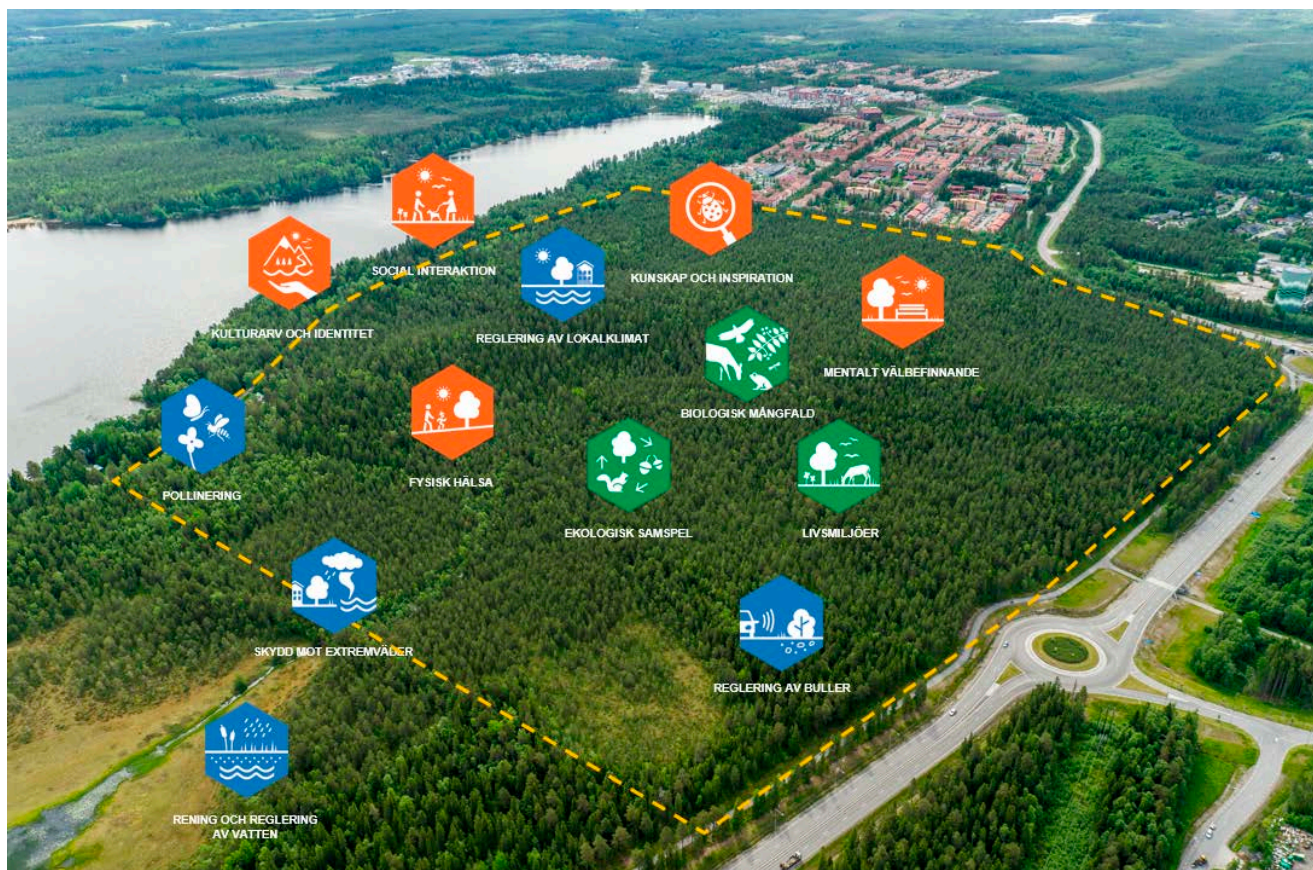 SOCIAL INTERAKTION
KUNSKAP OCH INSPIRATION
KULTURARV OCH IDENTITET
REGLERING AV LOKALKLIMAT
MENTALT VÄLBEFINNANDE
BIOLOGISK MÅNGFALD
POLLINERING
FYSISK HÄLSA
EKOLOGISK SAMSPEL
LIVSMILJÖER
SKYDD MOT EXTREMVÄDER
REGLERING AV BULLER
RENING OCH REGLERING
AV VATTEN